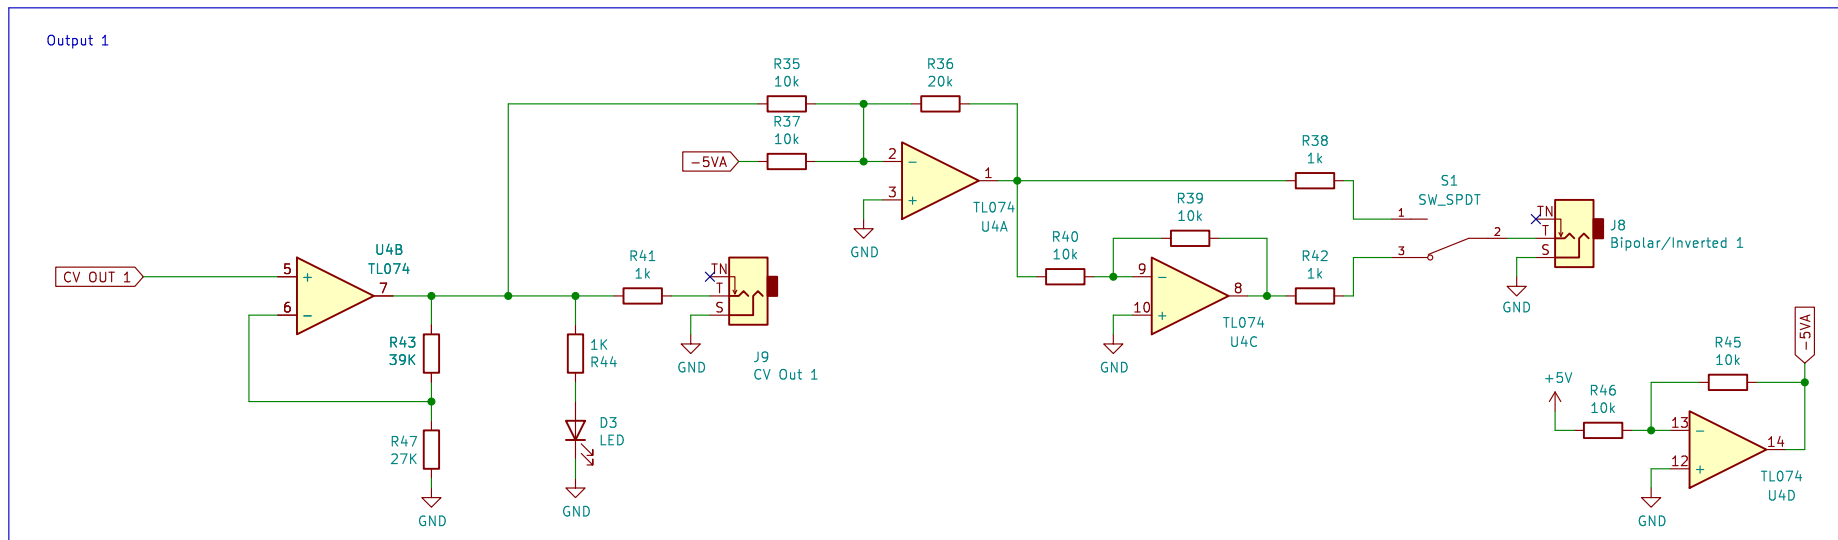 Output 1
R35
10k
R36
20k
R37
10k
-5VA
2
-
3
+
1
TL074
U4A
GND
R38
1k
S1
SW_SPDT
1
2
3
TN
T
S
J8
Bipolar/Inverted 1
GND
R39
10k
R40
10k
9
-
10
+
8
TL074
U4C
GND
R42
1k
U4B
TL074
CV OUT 1
5
+
6
-
7
R41
1k
TN
T
S
J9
CV Out 1
GND
R43
39K
1K
R44
R47
27K
GND
D3
LED
GND
-5VA
R45
10k
+5V
R46
10k
13
-
12
+
14
TL074
U4D
GND